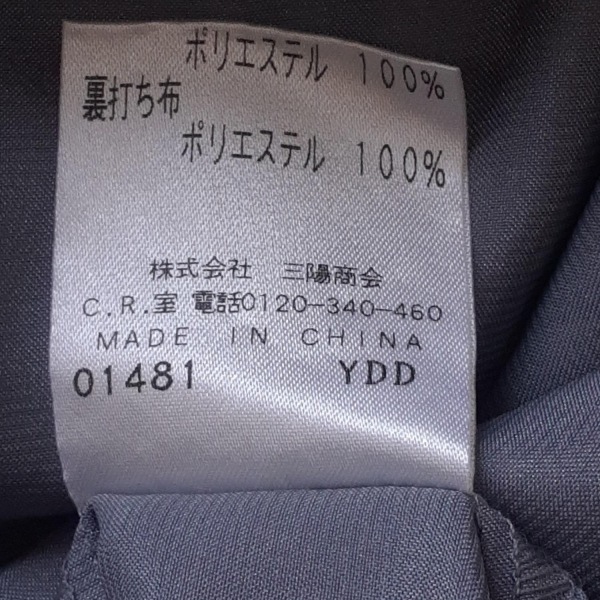 ポリエステル 100%
裏打ち布
ポリエステル 100%
株式会社 三陽商会
C.R.室 電話0120-340-460
MADE IN CHINA
01481 YDD